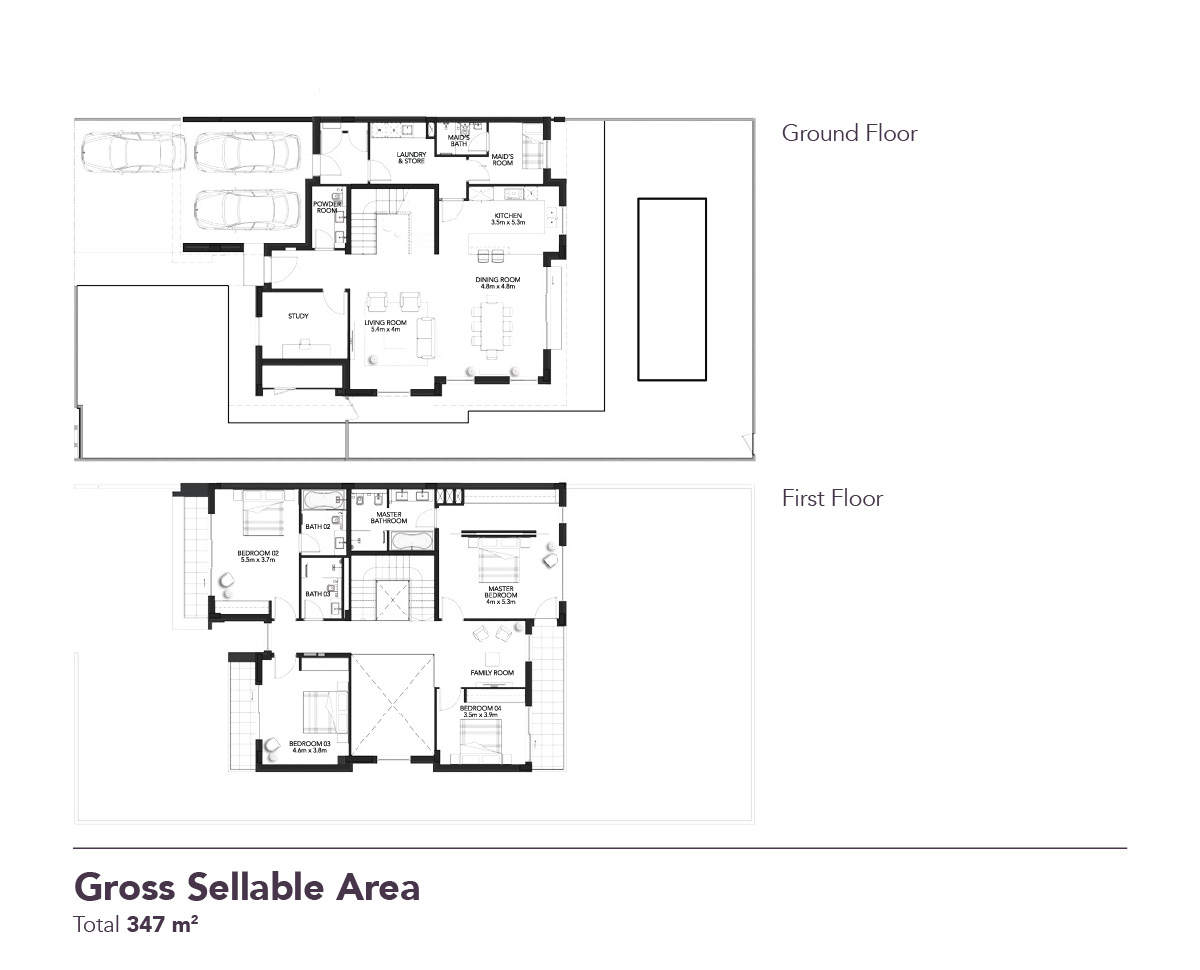 Ground Floor
MAID'S
BATH
LAUNDRY
& STORE
MAID'S
ROOM
POWDER
ROOM
KITCHEN
3.5m x 5.3m
DINING ROOM
4.8m x 4.8m
STUDY
LIVING ROOM
5.4m x 4m
First Floor
MASTER
BATHROOM
BATH 02
BEDROOM 02
5.5m x 3.7m
BATH 03
MASTER
BEDROOM
4m x 5.3m
FAMILY ROOM
BEDROOM 04
3.5m x 3.9m
BEDROOM 03
4.6m x 3.8m
Gross Sellable Area
Total 347 m²